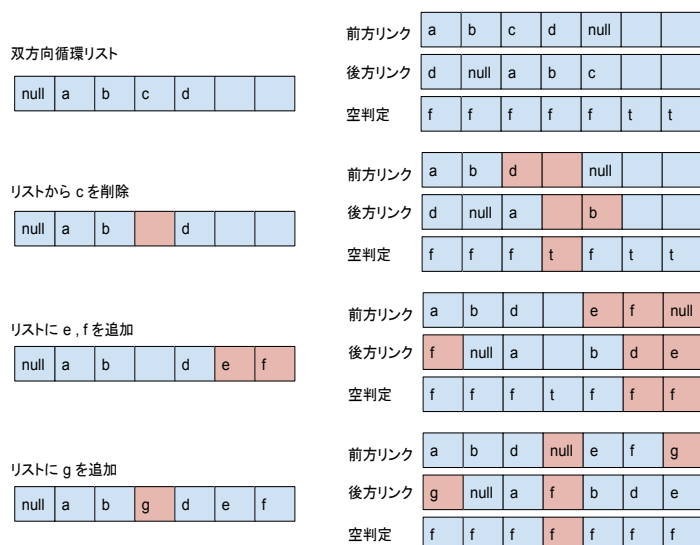 双方向循環リスト
null a b c d
前方リンク a b c d null
後方リンク d null a b c
空判定 f f f f f t t
リストから c を削除
null a b d
前方リンク a b d null
後方リンク d null a b
空判定 f f f t f t t
リストに e , f を追加
null a b d e f
前方リンク a b d e f null
後方リンク f null a b d e
空判定 f f f t f f f
リストに g を追加
null a b g d e f
前方リンク a b d null e f g
後方リンク g null a f b d e
空判定 f f f f f f f